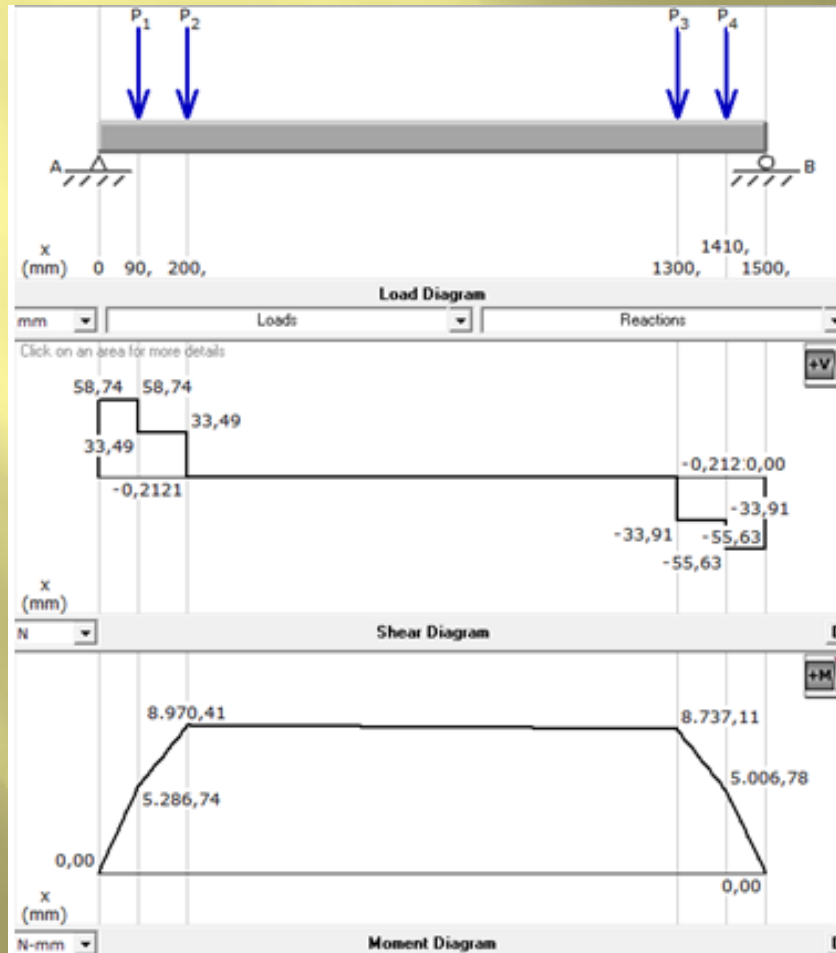 P1 P2 P3 P4
A B
1410,
x
(mm) 0 90, 200, 1300, 1500,
Load Diagram
mm Loads Reactions
Click on an area for more details
+V
58,74 58,74
33,49
33,49
-0,2121
-0,212 0,00
-33,91
-33,91 -55,63
-55,63
x
(mm)
N Shear Diagram
+M
8.970,41 8.737,11
5.286,74 5.006,78
0,00
0,00
x
(mm)
N-mm Moment Diagram